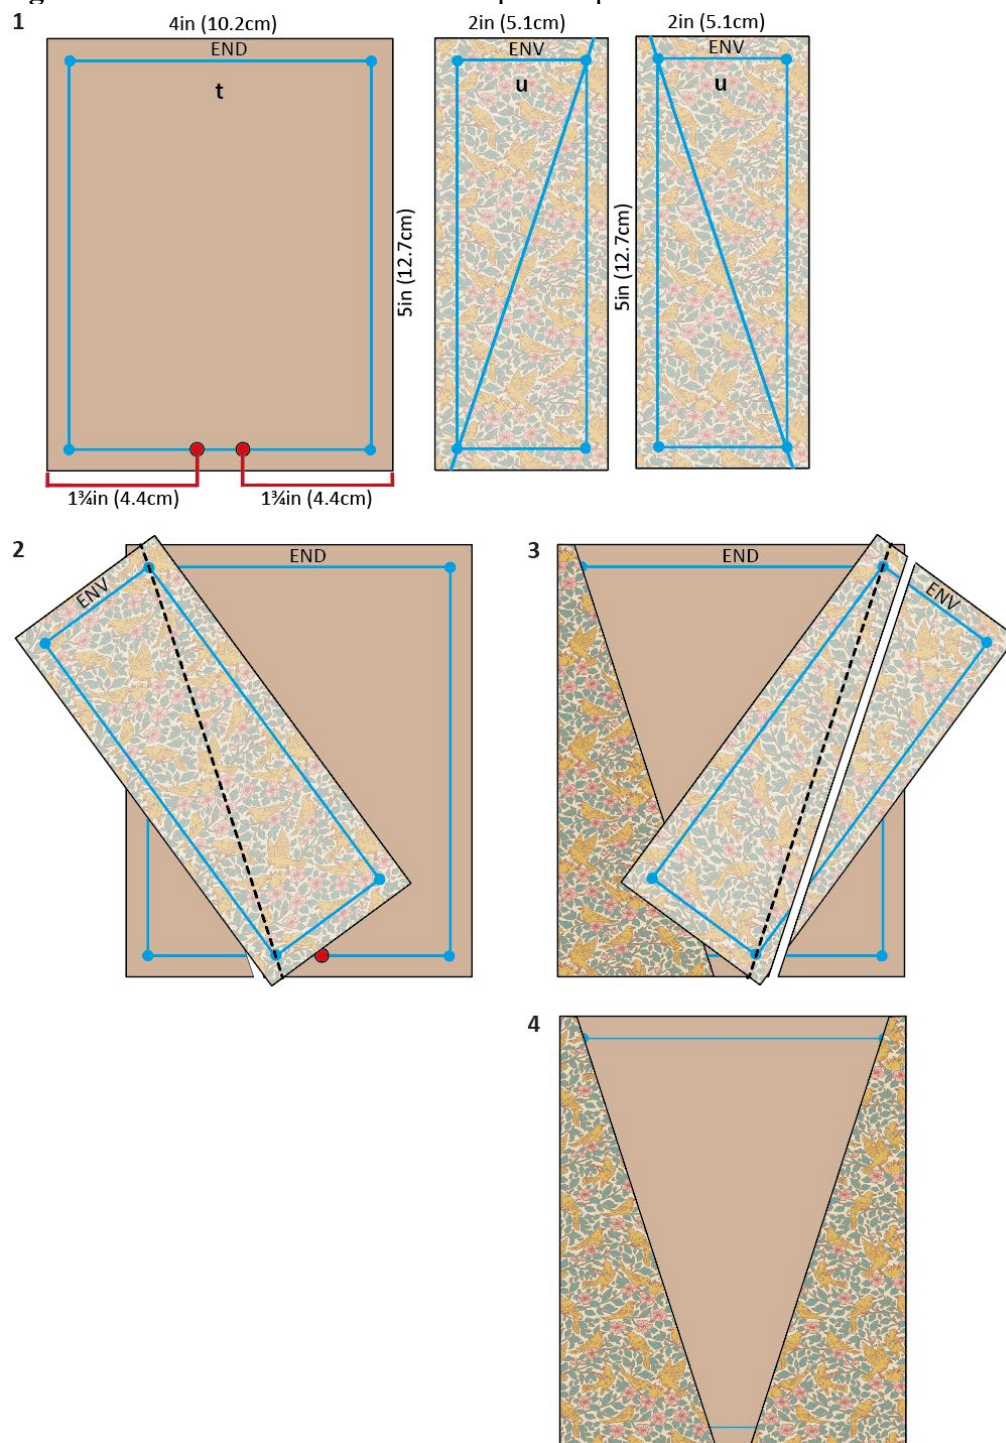 1
4in (10.2cm)
2in (5.1cm)
2in (5.1cm)
END
ENV
ENV
t
u
u
5in (12.7cm)
5in (12.7cm)
1¾in (4.4cm)
1¾in (4.4cm)
2
END
ENV
3
END
ENV
4